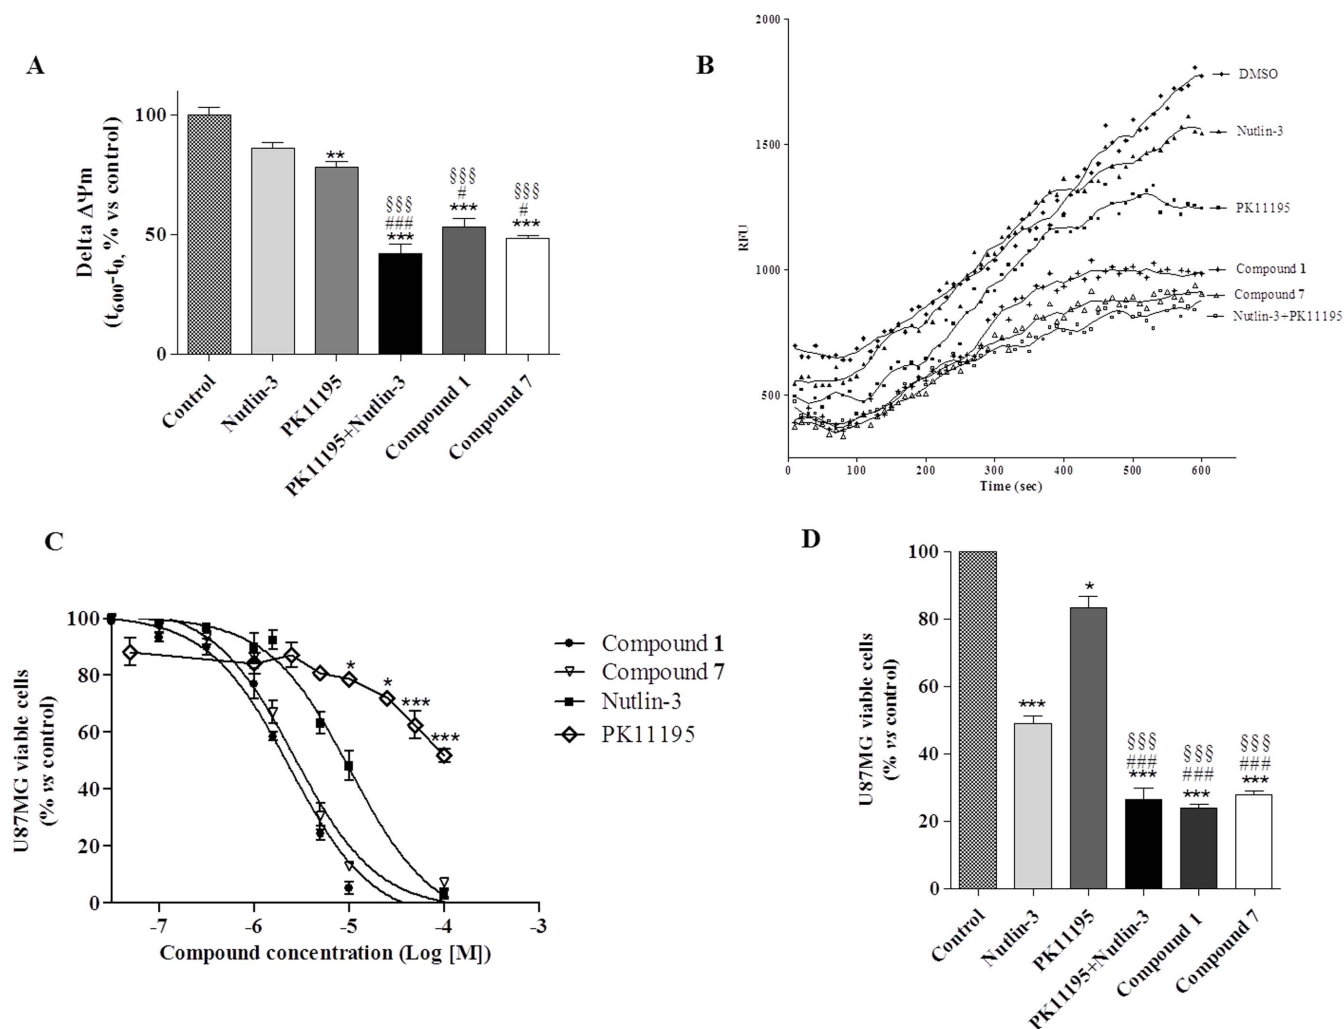 A
Delta ΔΨm
(t600-t0, % vs control)
100
50
0
**
§§§
###
***
§§§
#
***
§§§
#
***
Control
Nutlin-3
PK11195
PK11195+Nutlin-3
Compound 1
Compound 7
B
RFU
2000
1500
1000
500
0 100 200 300 400 500 600
Time (sec)
DMSO
Nutlin-3
PK11195
Compound 1
Compound 7
Nutlin-3+PK11195
C
U87MG viable cells
(% vs control)
100
80
60
40
20
0
* * *** ***
-7 -6 -5 -4 -3
Compound concentration (Log [M])
Compound 1
Compound 7
Nutlin-3
PK11195
D
U87MG viable cells
(% vs control)
100
80
60
40
20
0
***
*
§§§
###
***
§§§
###
***
§§§
###
***
Control
Nutlin-3
PK11195
PK11195+Nutlin-3
Compound 1
Compound 7